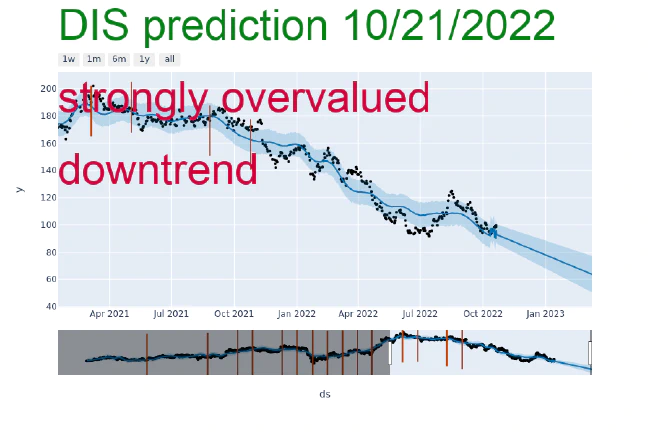 DIS prediction 10/21/2022
1w 1m 6m 1y all
strongly overvalued
downtrend
200
180
160
140
120
100
80
60
40
y
Apr 2021 Jul 2021 Oct 2021 Jan 2022 Apr 2022 Jul 2022 Oct 2022 Jan 2023
ds